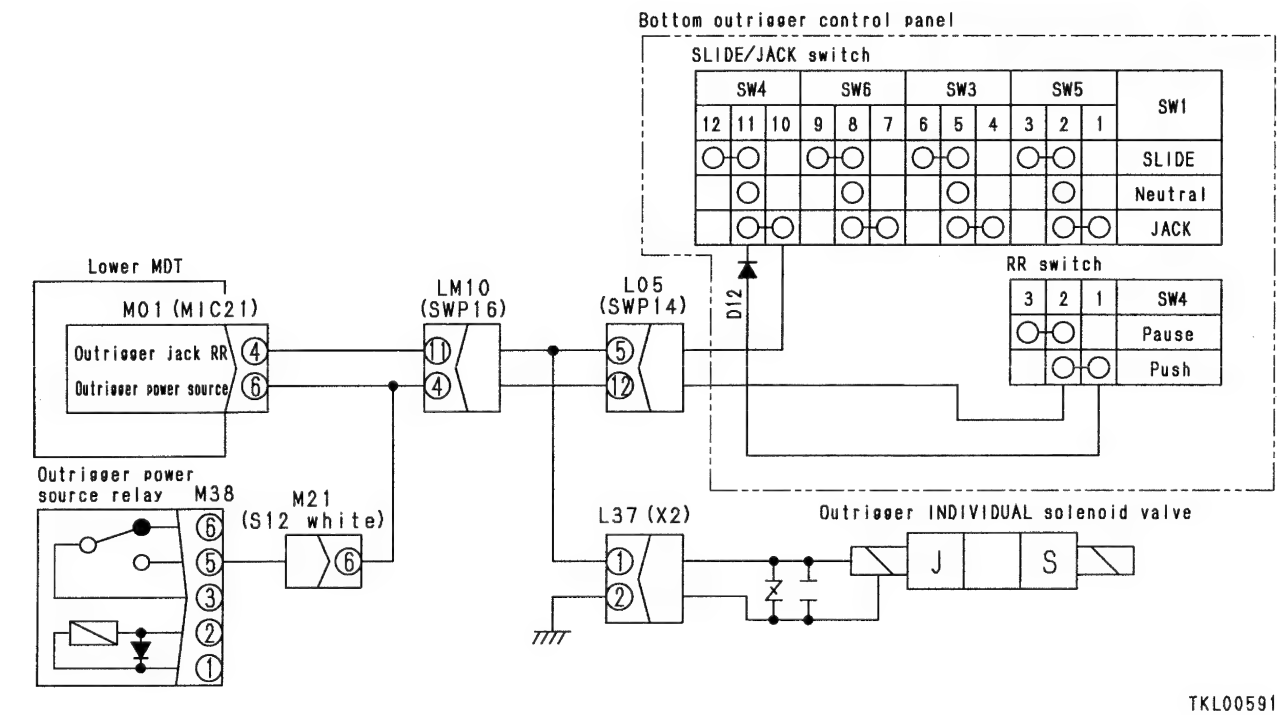 Bottom outrigger control panel
SLIDE/JACK switch
SW4 SW6 SW3 SW5 SW1
12 11 10 9 8 7 6 5 4 3 2 1
SLIDE
Neutral
JACK
RR switch
3 2 1 SW4
Pause
Push
D12
Lower MDT
M01 (MIC21)
Outrigger jack RR 4
Outrigger power source 6
LM10
(SWP16)
11
4
L05
(SWP14)
5
12
Outrigger power
source relay M38
6
5
3
2
1
M21
(S12 white)
6
L37 (X2)
1
2
Outrigger INDIVIDUAL solenoid valve
J S
TKL00591